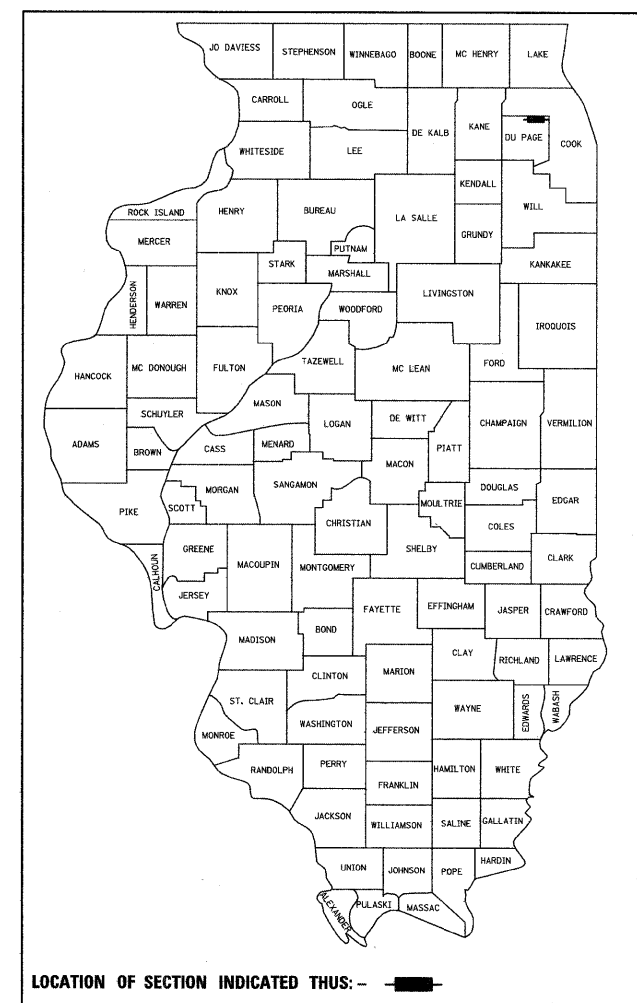 JO DAVIESS STEPHENSON WINNEBAGO BOONE MC HENRY LAKE
CARROLL OGLE DE KALB KANE DU PAGE COOK
WHITESIDE LEE
KENDALL WILL
ROCK ISLAND HENRY BUREAU LA SALLE GRUNDY
MERCER PUTNAM
STARK MARSHALL KANKAKEE
HENDERSON WARREN KNOX PEORIA WOODFORD LIVINGSTON IROQUOIS
HANCOCK MC DONOUGH FULTON TAZEWELL MC LEAN FORD
SCHUYLER MASON LOGAN DE WITT CHAMPAIGN VERMILION
ADAMS BROWN CASS MENARD MACON PIATT
PIKE SCOTT MORGAN SANGAMON CHRISTIAN MOULTRIE DOUGLAS EDGAR
COLES
CALHOUN GREENE MACOUPIN MONTGOMERY SHELBY CUMBERLAND CLARK
JERSEY FAYETTE EFFINGHAM JASPER CRAWFORD
MADISON BOND
CLAY RICHLAND LAWRENCE
CLINTON MARION
ST. CLAIR WAYNE EDWARDS WABASH
WASHINGTON JEFFERSON
MONROE
RANDOLPH PERRY HAMILTON WHITE
FRANKLIN
JACKSON WILLIAMSON SALINE GALLATIN
UNION JOHNSON POPE HARDIN
ALEXANDER PULASKI MASSAC
LOCATION OF SECTION INDICATED THUS: -